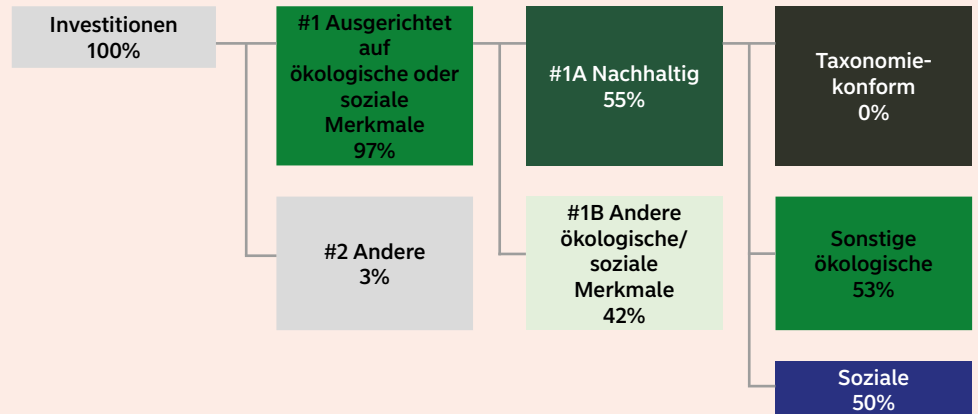 Investitionen
100%
#1 Ausgerichtet
auf
ökologische oder
soziale
Merkmale
97%
#1A Nachhaltig
55%
Taxonomie-
konform
0%
#2 Andere
3%
#1B Andere
ökologische/
soziale
Merkmale
42%
Sonstige
ökologische
53%
Soziale
50%